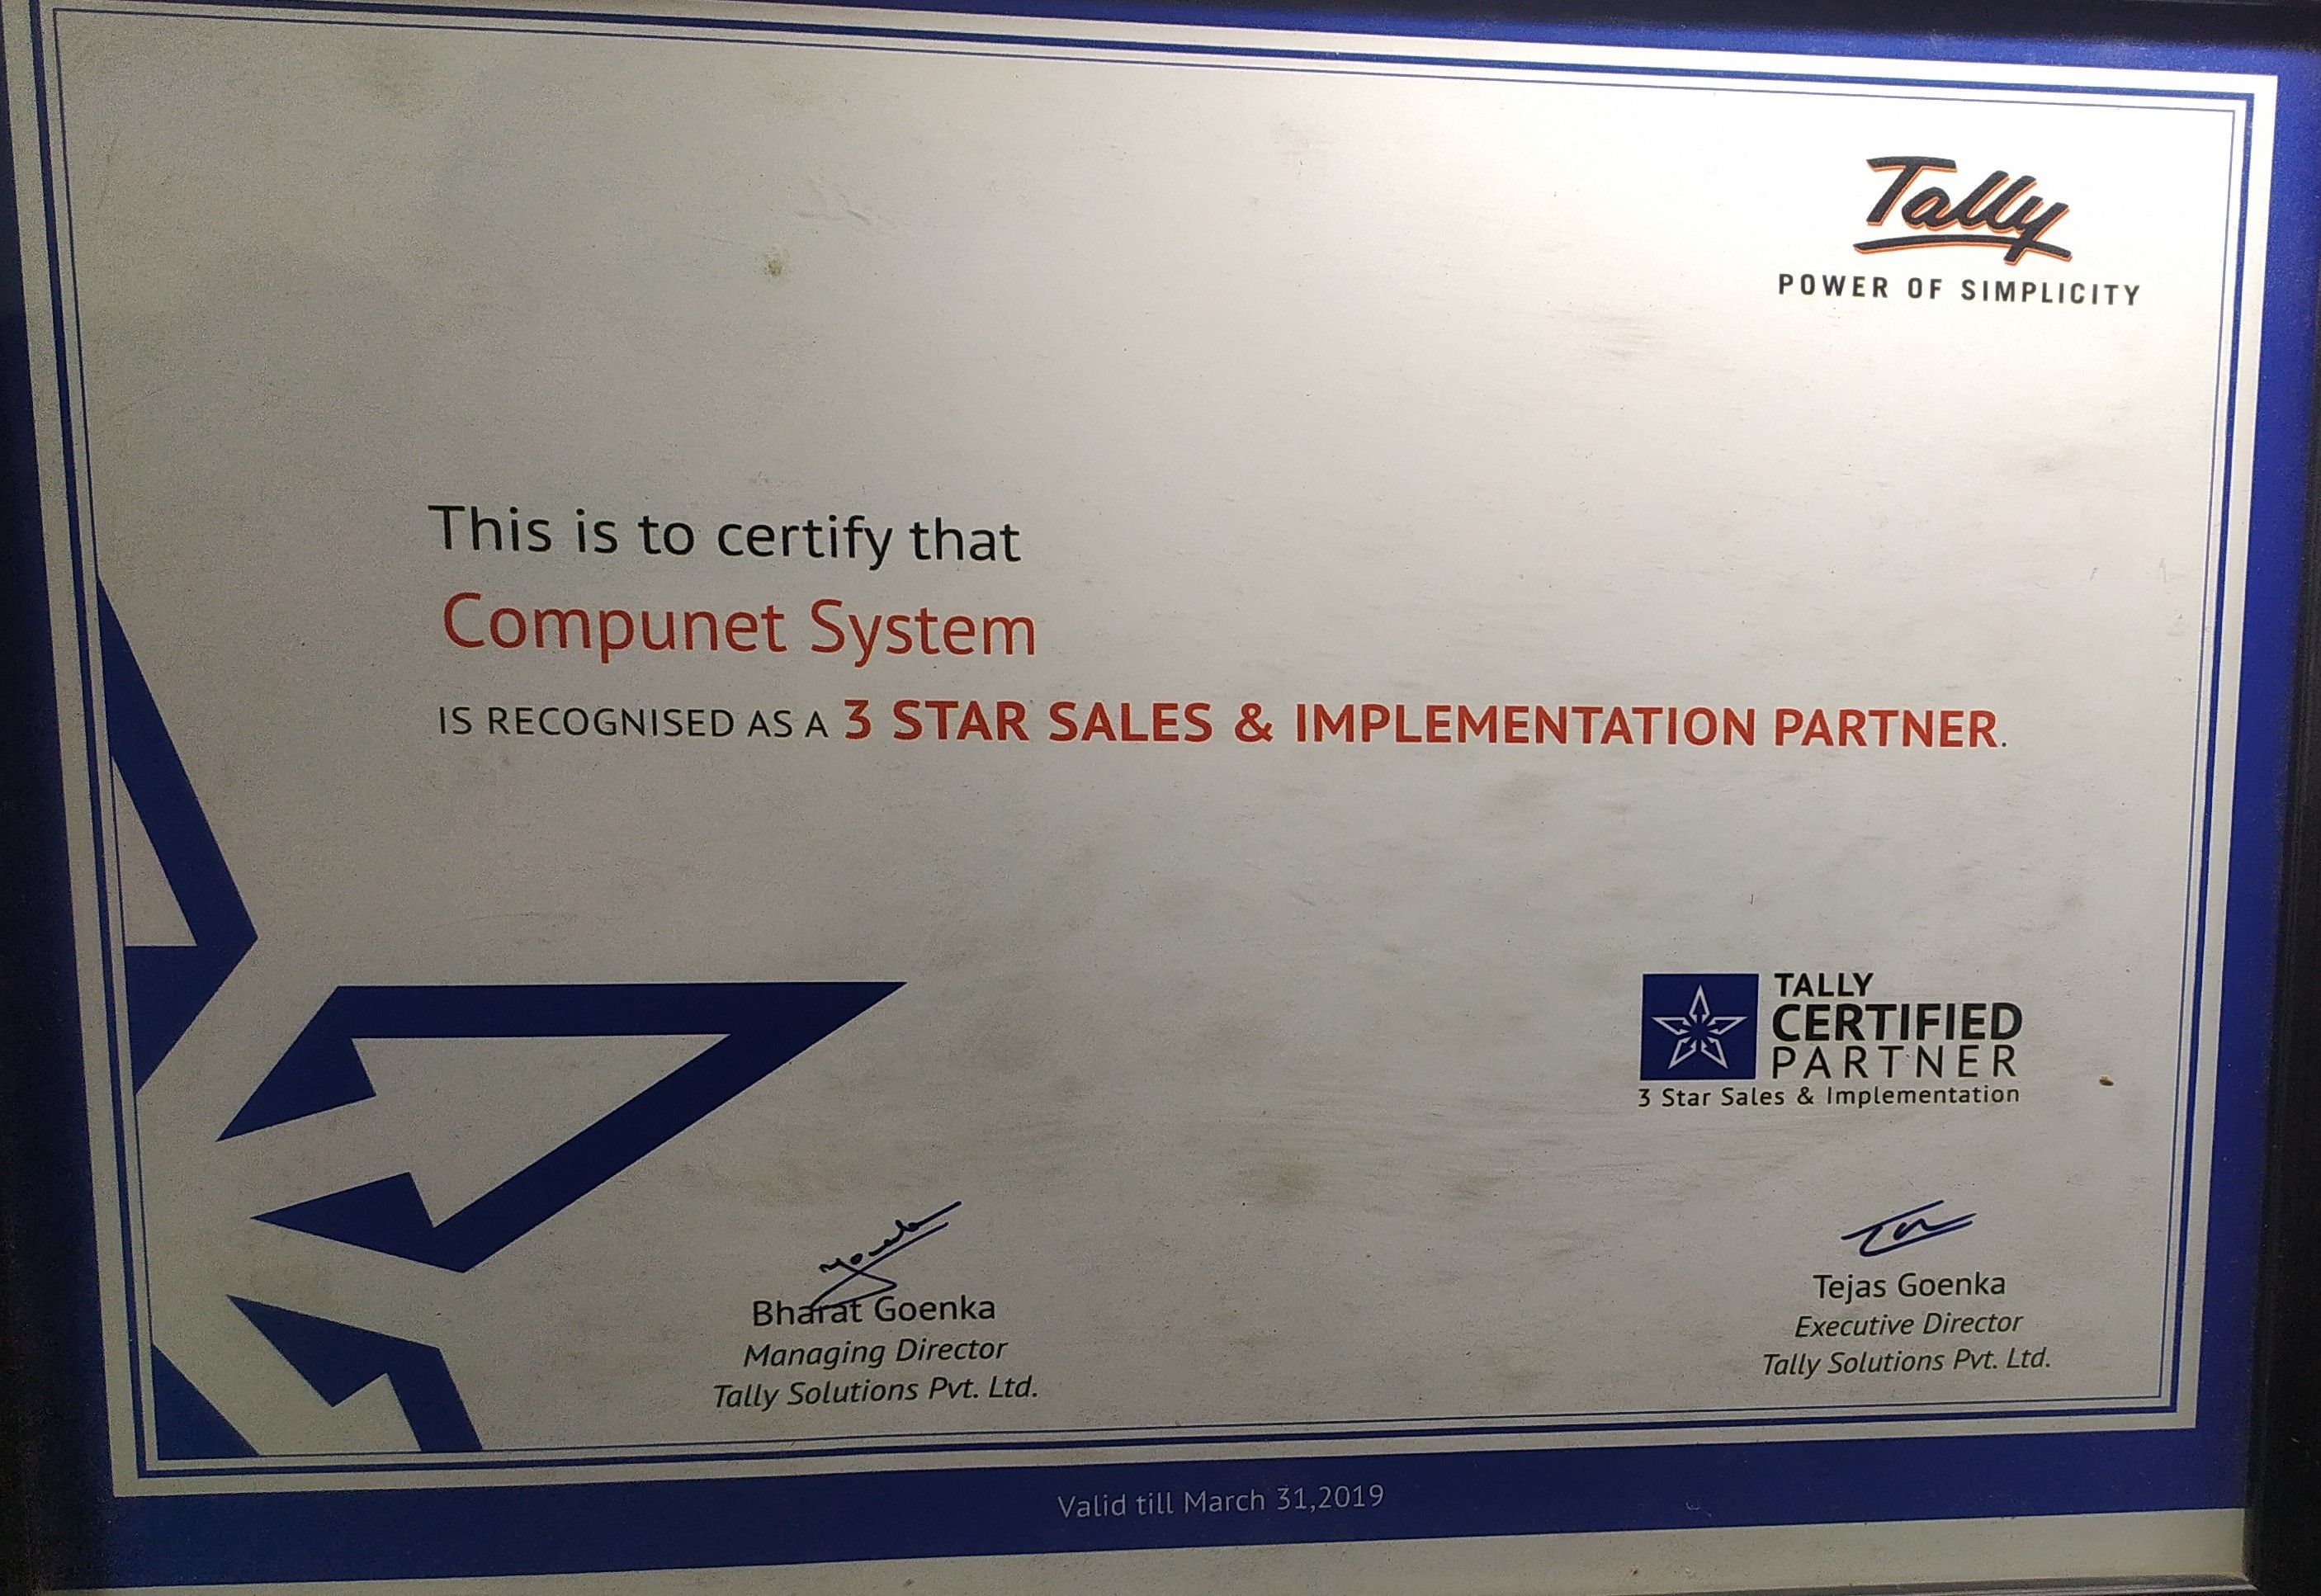 Tally
POWER OF SIMPLICITY
This is to certify that
Compunet System
IS RECOGNISED AS A 3 STAR SALES & IMPLEMENTATION PARTNER.
TALLY
CERTIFIED
PARTNER
3 Star Sales & Implementation
Bharat Goenka
Managing Director
Tally Solutions Pvt. Ltd.
Tejas Goenka
Executive Director
Tally Solutions Pvt. Ltd.
Valid till March 31,2019